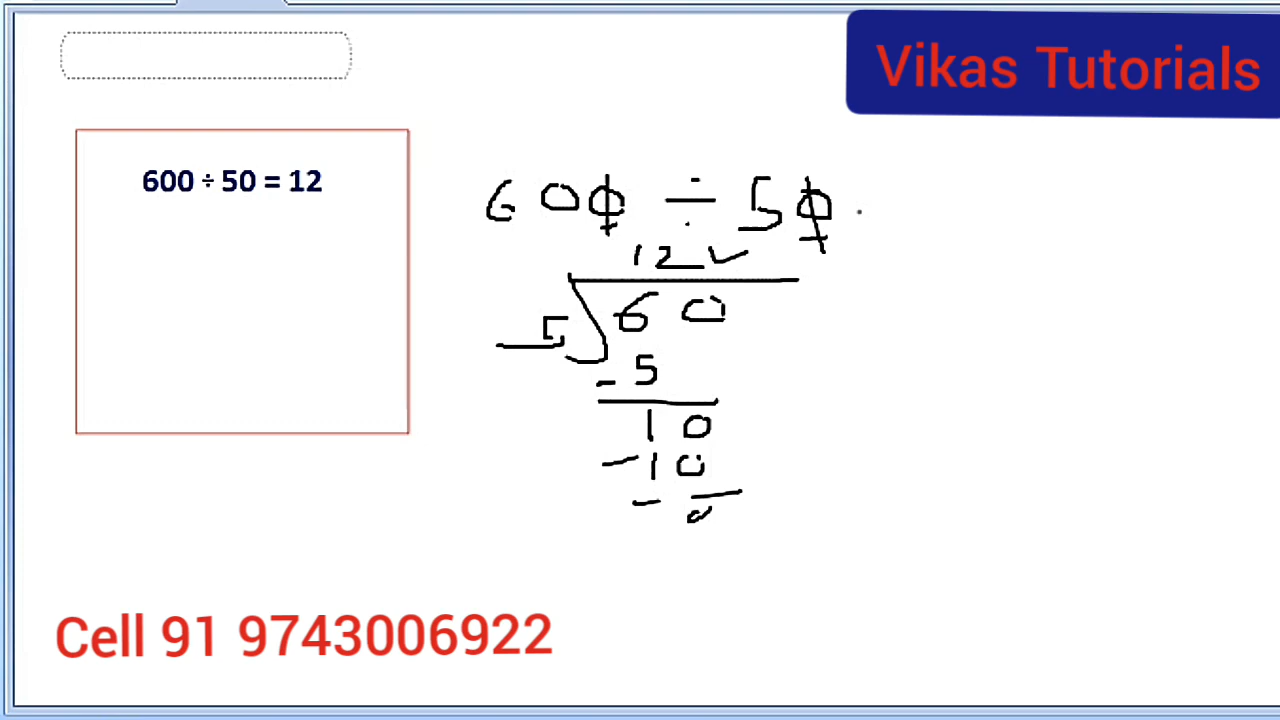 Vikas Tutorials
600 ÷ 50 = 12
600 ÷ 50
12
5 60
- 5
10
- 10
0
Cell 91 9743006922